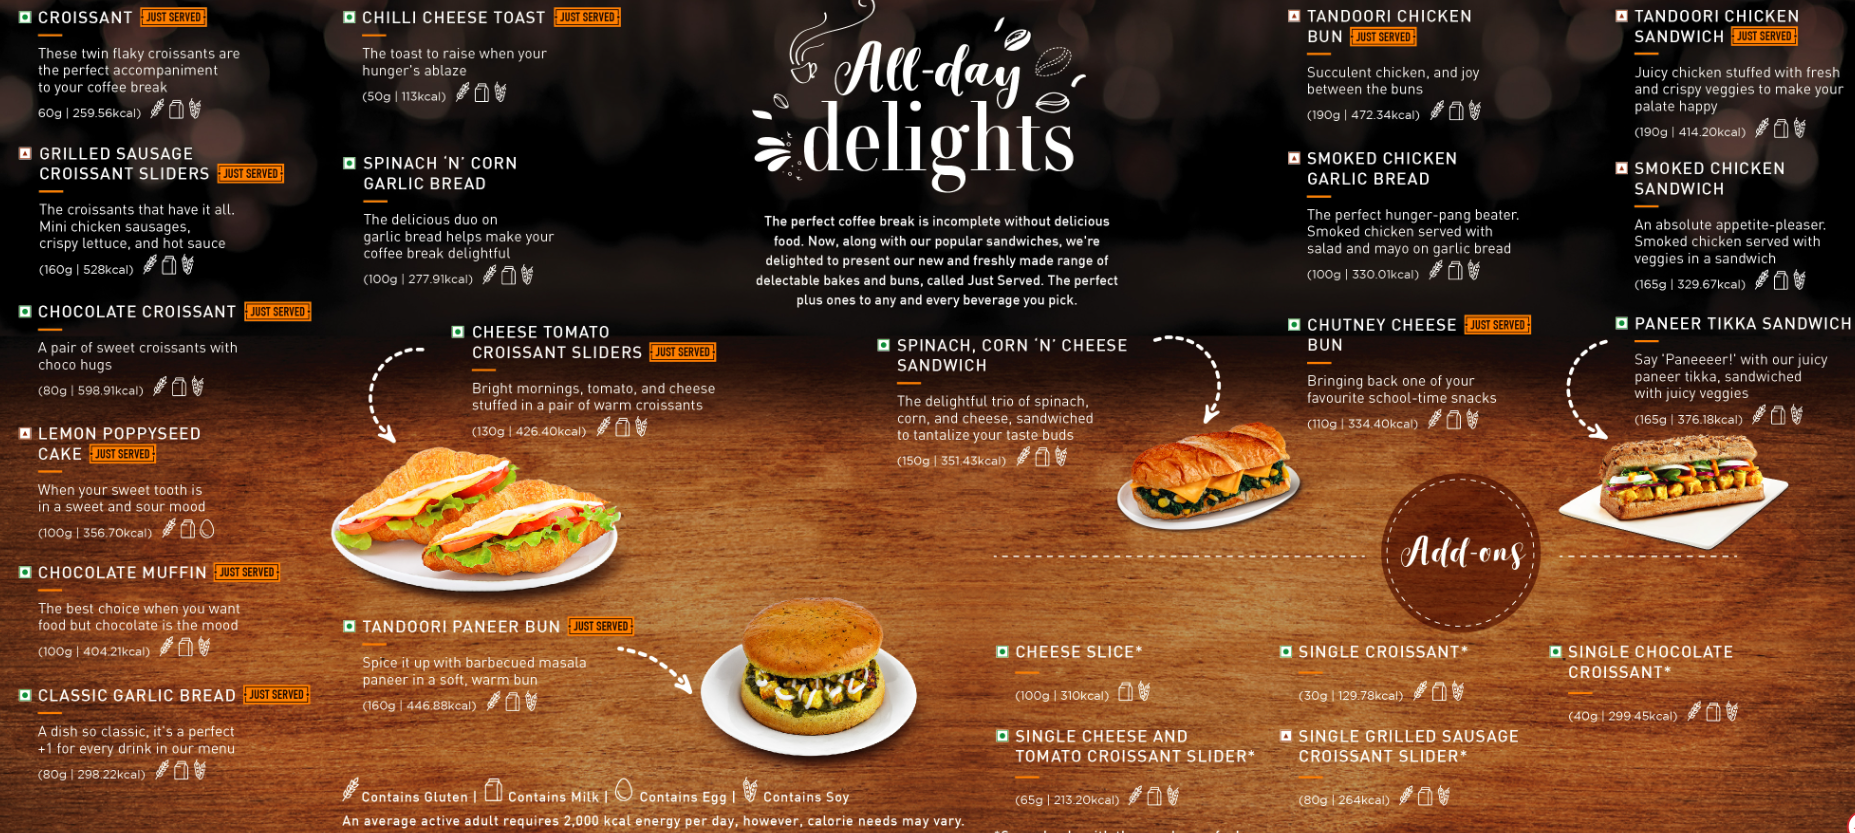 CROISSANT JUST SERVED
These twin flaky croissants are
the perfect accompaniment
to your coffee break
60g | 259.56kcal)
GRILLED SAUSAGE
CROISSANT SLIDERS JUST SERVED
The croissants that have it all.
Mini chicken sausages,
crispy lettuce, and hot sauce
(160g | 528kcal)
CHOCOLATE CROISSANT JUST SERVED
A pair of sweet croissants with
choco hugs
(80g | 598.91kcal)
LEMON POPPYSEED
CAKE JUST SERVED
When your sweet tooth is
in a sweet and sour mood
(100g | 356.70kcal)
CHOCOLATE MUFFIN JUST SERVED
The best choice when you want
food but chocolate is the mood
(100g | 404.21kcal)
CLASSIC GARLIC BREAD JUST SERVED
A dish so classic, it's a perfect
+1 for every drink in our menu
(80g | 298.22kcal)
CHILLI CHEESE TOAST JUST SERVED
The toast to raise when your
hunger's ablaze
(50g | 113kcal)
SPINACH ‘N’ CORN
GARLIC BREAD
The delicious duo on
garlic bread helps make your
coffee break delightful
(100g | 277.91kcal)
CHEESE TOMATO
CROISSANT SLIDERS JUST SERVED
Bright mornings, tomato, and cheese
stuffed in a pair of warm croissants
(130g | 426.40kcal)
TANDOORI PANEER BUN JUST SERVED
Spice it up with barbecued masala
paneer in a soft, warm bun
(160g | 446.88kcal)
Contains Gluten | Contains Milk | Contains Egg | Contains Soy
An average active adult requires 2,000 kcal energy per day, however, calorie needs may vary.
All-day
delights
The perfect coffee break is incomplete without delicious
food. Now, along with our popular sandwiches, we're
delighted to present our new and freshly made range of
delectable bakes and buns, called Just Served. The perfect
plus ones to any and every beverage you pick.
SPINACH, CORN ‘N’ CHEESE
SANDWICH
The delightful trio of spinach,
corn, and cheese, sandwiched
to tantalize your taste buds
(150g | 351.43kcal)
TANDOORI CHICKEN
BUN JUST SERVED
Succulent chicken, and joy
between the buns
(190g | 472.34kcal)
SMOKED CHICKEN
GARLIC BREAD
The perfect hunger-pang beater.
Smoked chicken served with
salad and mayo on garlic bread
(100g | 330.01kcal)
CHUTNEY CHEESE JUST SERVED
BUN
Bringing back one of your
favourite school-time snacks
(110g | 334.40kcal)
TANDOORI CHICKEN
SANDWICH JUST SERVED
Juicy chicken stuffed with fresh
and crispy veggies to make your
palate happy
(190g | 414.20kcal)
SMOKED CHICKEN
SANDWICH
An absolute appetite-pleaser.
Smoked chicken served with
veggies in a sandwich
(165g | 329.67kcal)
PANEER TIKKA SANDWICH
Say 'Paneeeer!' with our juicy
paneer tikka, sandwiched
with juicy veggies
(165g | 376.18kcal)
Add-ons
CHEESE SLICE*
(100g | 310kcal)
SINGLE CROISSANT*
(30g | 129.78kcal)
SINGLE CHOCOLATE
CROISSANT*
(40g | 299.45kcal)
SINGLE CHEESE AND
TOMATO CROISSANT SLIDER*
(65g | 213.20kcal)
SINGLE GRILLED SAUSAGE
CROISSANT SLIDER*
(80g | 264kcal)